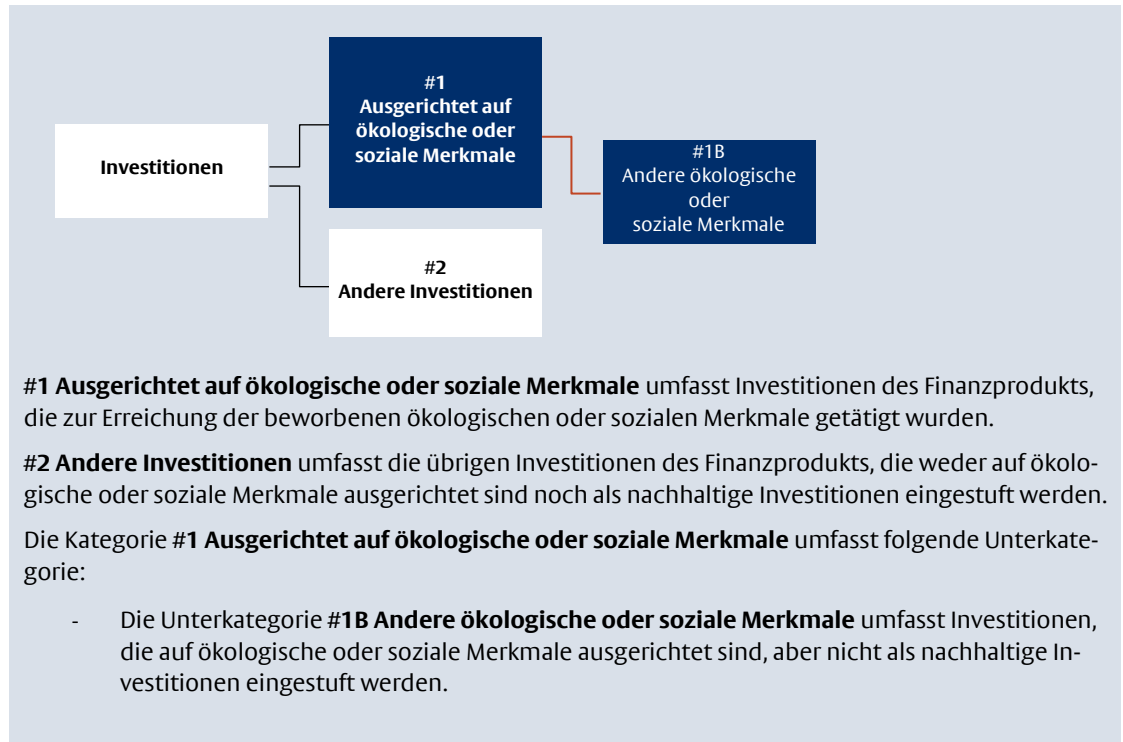 #1
Ausgerichtet auf
ökologische oder
soziale Merkmale
Investitionen
#1B
Andere ökologische
oder
soziale Merkmale
#2
Andere Investitionen
#1 Ausgerichtet auf ökologische oder soziale Merkmale umfasst Investitionen des Finanzprodukts,
die zur Erreichung der beworbenen ökologischen oder sozialen Merkmale getätigt wurden.
#2 Andere Investitionen umfasst die übrigen Investitionen des Finanzprodukts, die weder auf ökolo-
gische oder soziale Merkmale ausgerichtet sind noch als nachhaltige Investitionen eingestuft werden.
Die Kategorie #1 Ausgerichtet auf ökologische oder soziale Merkmale umfasst folgende Unterkate-
gorie:
- Die Unterkategorie #1B Andere ökologische oder soziale Merkmale umfasst Investitionen,
die auf ökologische oder soziale Merkmale ausgerichtet sind, aber nicht als nachhaltige In-
vestitionen eingestuft werden.